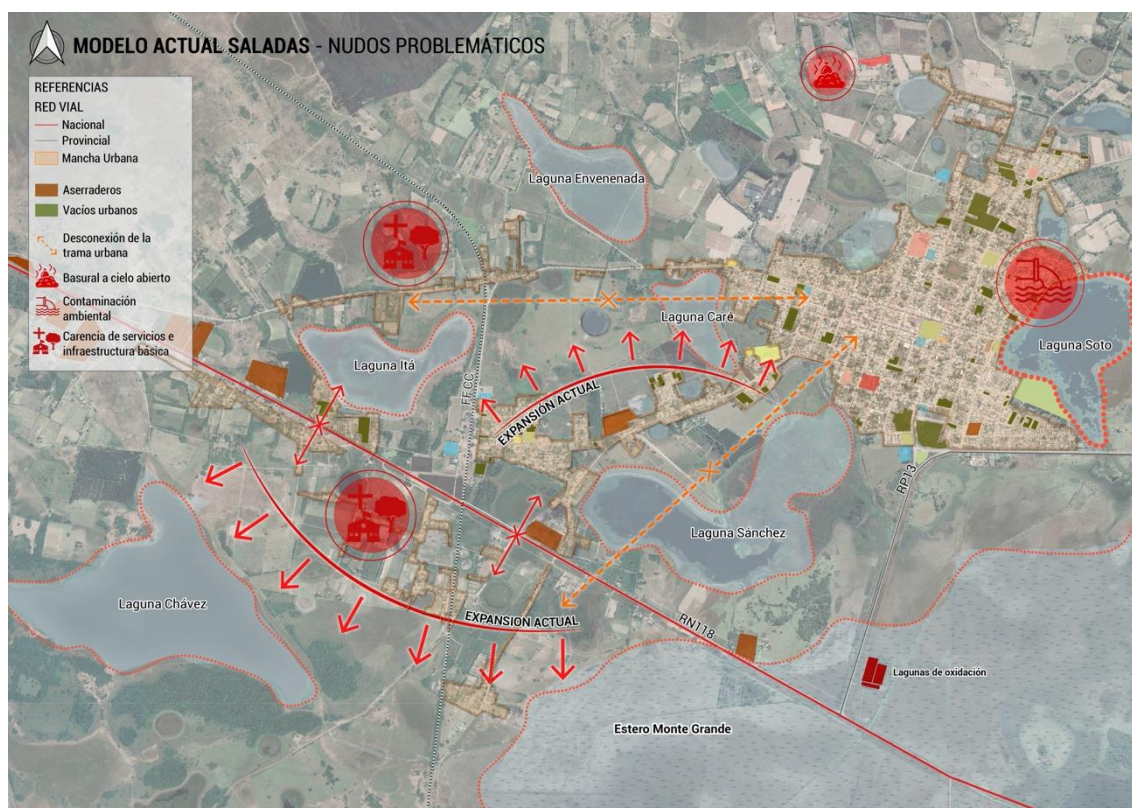 MODELO ACTUAL SALADAS - NUDOS PROBLEMÁTICOS
REFERENCIAS
RED VIAL
Nacional
Provincial
Mancha Urbana
Aserraderos
Vacíos urbanos
Desconexión de la
trama urbana
Basural a cielo abierto
Contaminación
ambiental
Carencia de servicios e
infraestructura básica
Laguna Envenenada
Laguna Caré
Laguna Soto
Laguna Itá
FF.CC.
EXPANSIÓN ACTUAL
RP13
Laguna Sánchez
Laguna Chávez
EXPANSION ACTUAL
RN118
Lagunas de oxidación
Estero Monte Grande